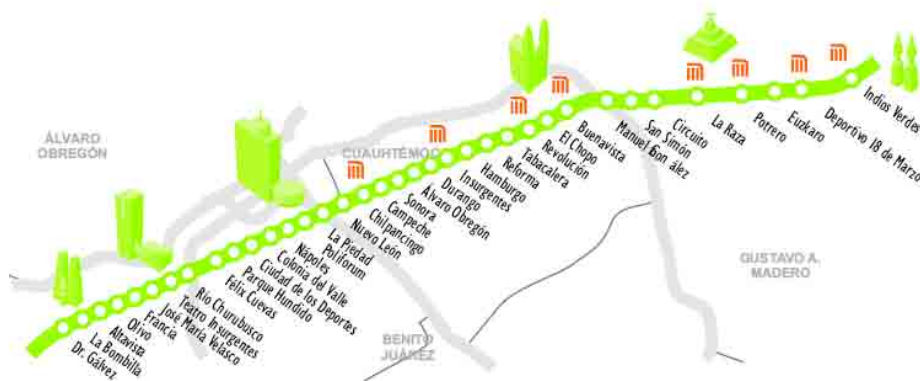 ÁLVARO
OBREGÓN
CUAUHTÉMOC
BENITO
JUÁREZ
GUSTAVO A.
MADERO
Indios Verdes
Deportivo 18 de Marzo
Euzkaro
Potrero
La Raza
Circuito
San Simón
Manuel Gon ález
Buenavista
El Chopo
Revolución
Tabacalera
Reforma
Hamburgo
Insurgentes
Durango
Álvaro Obregón
Sonora
Campeche
Chilpancingo
Nuevo León
La Piedad
Poliforum
Nápoles
Colonia del Valle
Ciudad de los Deportes
Parque Hundido
Félix Cuevas
Río Churubusco
Teatro Insurgentes
José María Velasco
Francia
Olivo
Altavista
La Bombilla
Dr. Gálvez